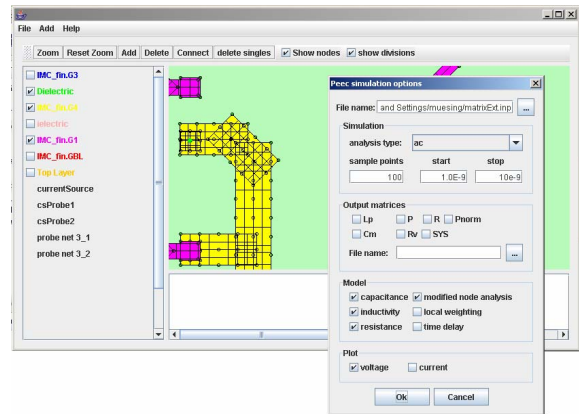 File Add Help
Zoom Reset Zoom Add Delete Connect delete singles Show nodes show divisions
IMC_fin.G3
Dielectric
IMC_fin.G4
ielectric
IMC_fin.G1
IMC_fin.GBL
Top Layer
currentSource
csProbe1
csProbe2
probe net 3_1
probe net 3_2
Peec simulation options
File name: and Settings/muesing/matrixExt.inp ...
Simulation
analysis type: ac
sample points start stop
100 1.0E-9 10e-9
Output matrices
Lp P R Pnorm
Cm Rv SYS
File name: ...
Model
capacitance modified node analysis
inductivity local weighting
resistance time delay
Plot
voltage current
Ok Cancel